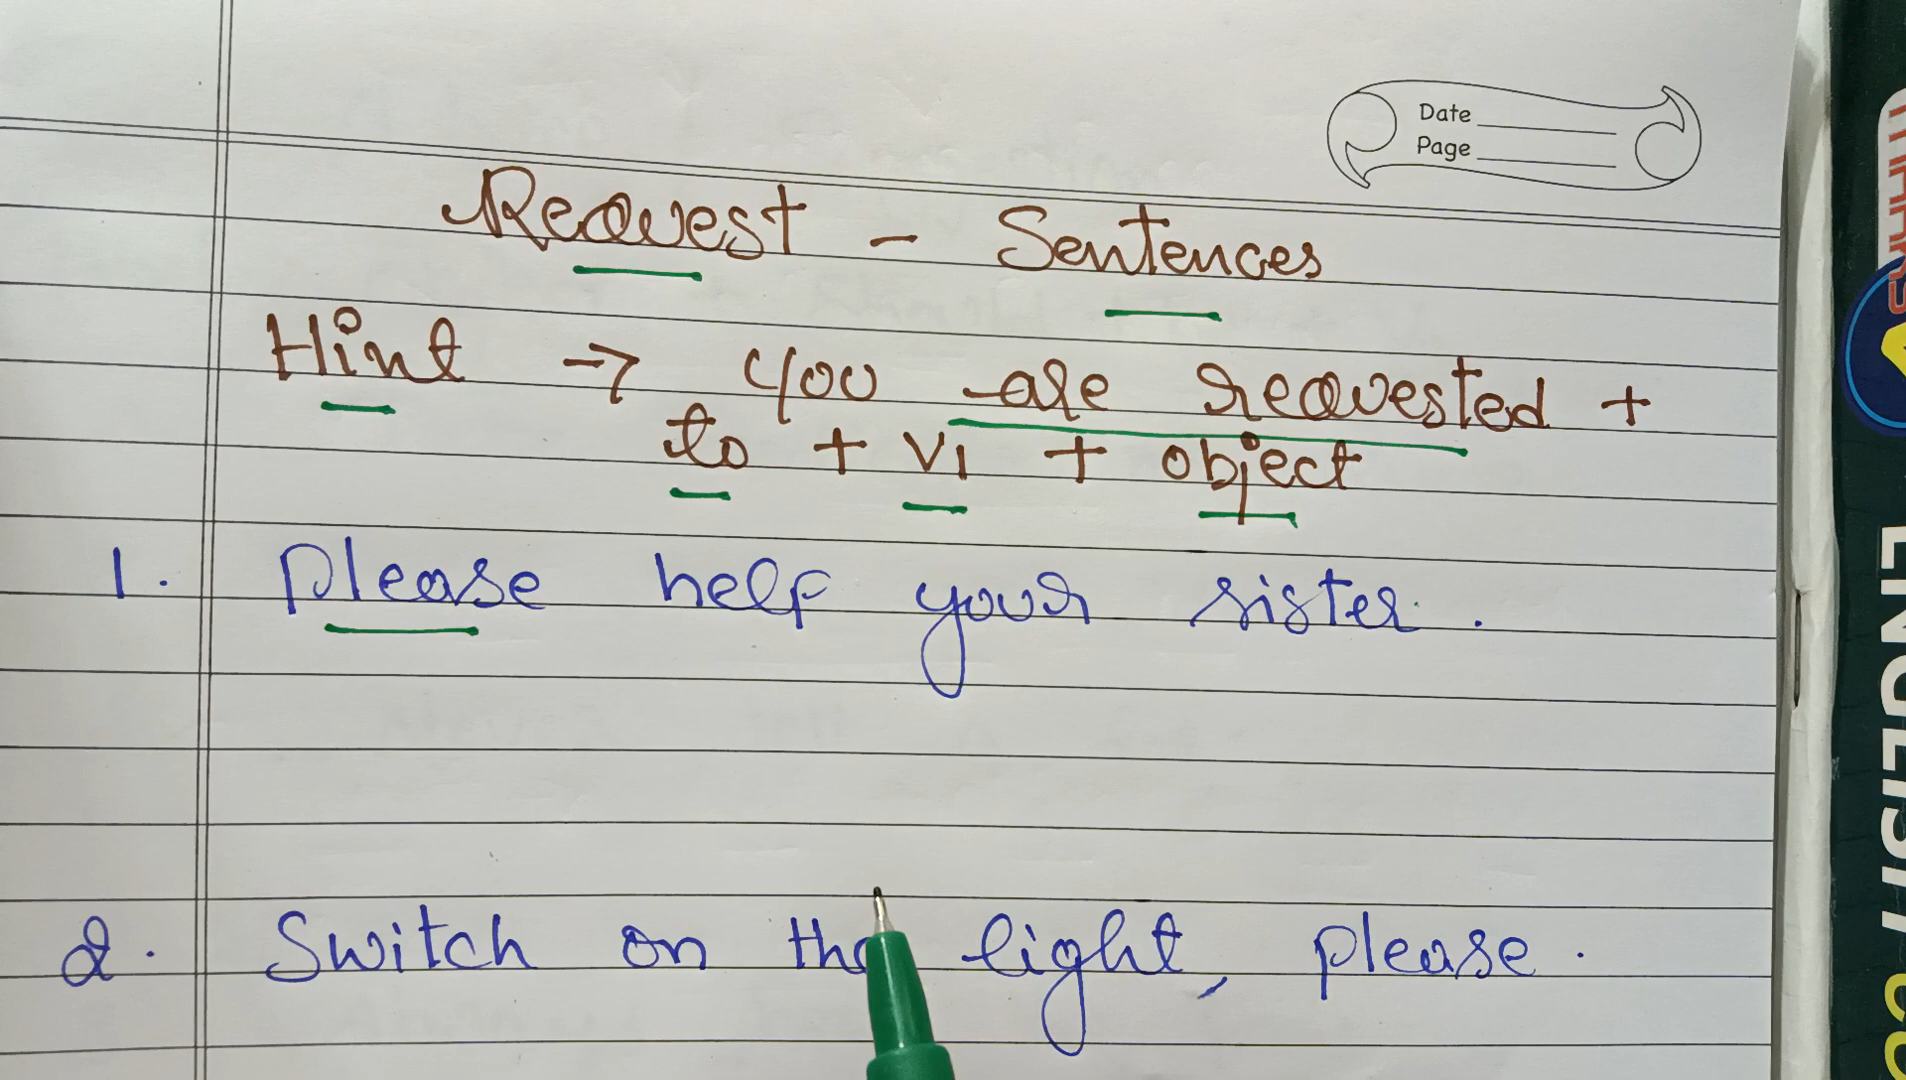 Date
Page
Request - Sentences
Hint → You are requested +
to + V1 + object
1. Please help your sister.
2. Switch on the light, please.
ENGLISH